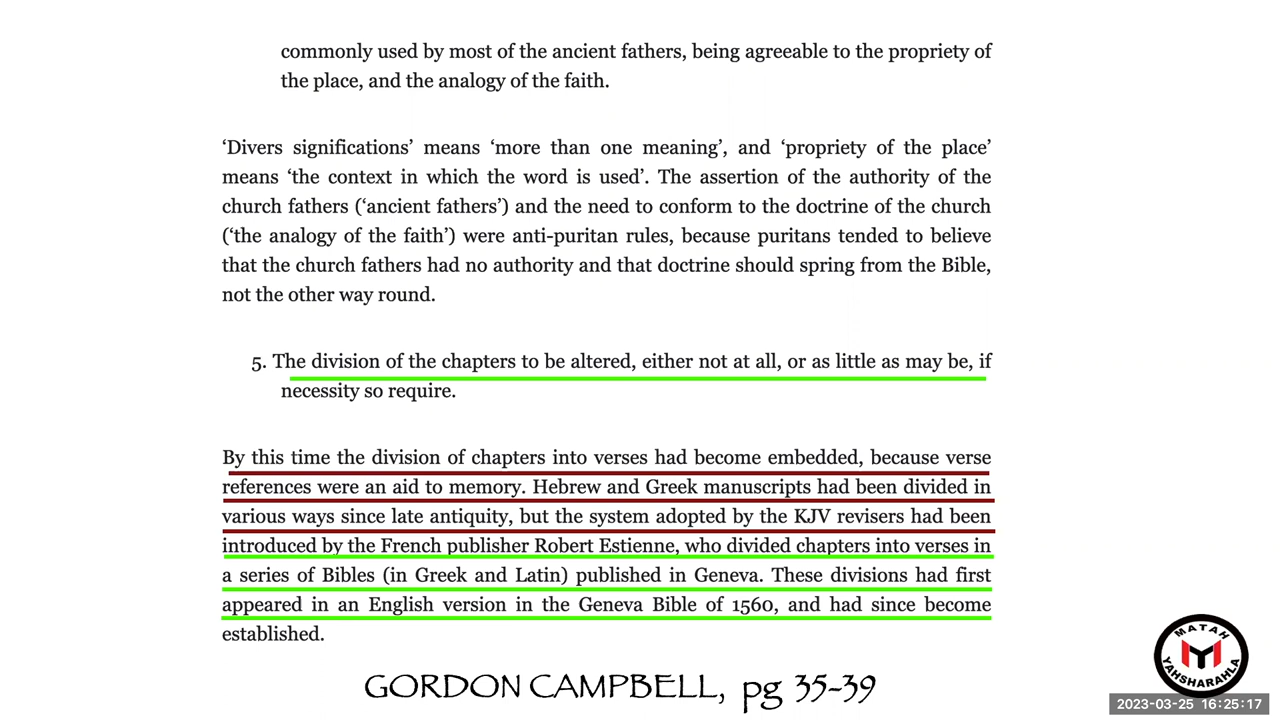 commonly used by most of the ancient fathers, being agreeable to the propriety of
the place, and the analogy of the faith.
‘Divers significations’ means ‘more than one meaning’, and ‘propriety of the place’
means ‘the context in which the word is used’. The assertion of the authority of the
church fathers (‘ancient fathers’) and the need to conform to the doctrine of the church
(‘the analogy of the faith’) were anti-puritan rules, because puritans tended to believe
that the church fathers had no authority and that doctrine should spring from the Bible,
not the other way round.
5. The division of the chapters to be altered, either not at all, or as little as may be, if
necessity so require.
By this time the division of chapters into verses had become embedded, because verse
references were an aid to memory. Hebrew and Greek manuscripts had been divided in
various ways since late antiquity, but the system adopted by the KJV revisers had been
introduced by the French publisher Robert Estienne, who divided chapters into verses in
a series of Bibles (in Greek and Latin) published in Geneva. These divisions had first
appeared in an English version in the Geneva Bible of 1560, and had since become
established.
GORDON CAMPBELL, pg 35-39
MATAH
YAHSHARAHLA
2023-03-25 16:25:17